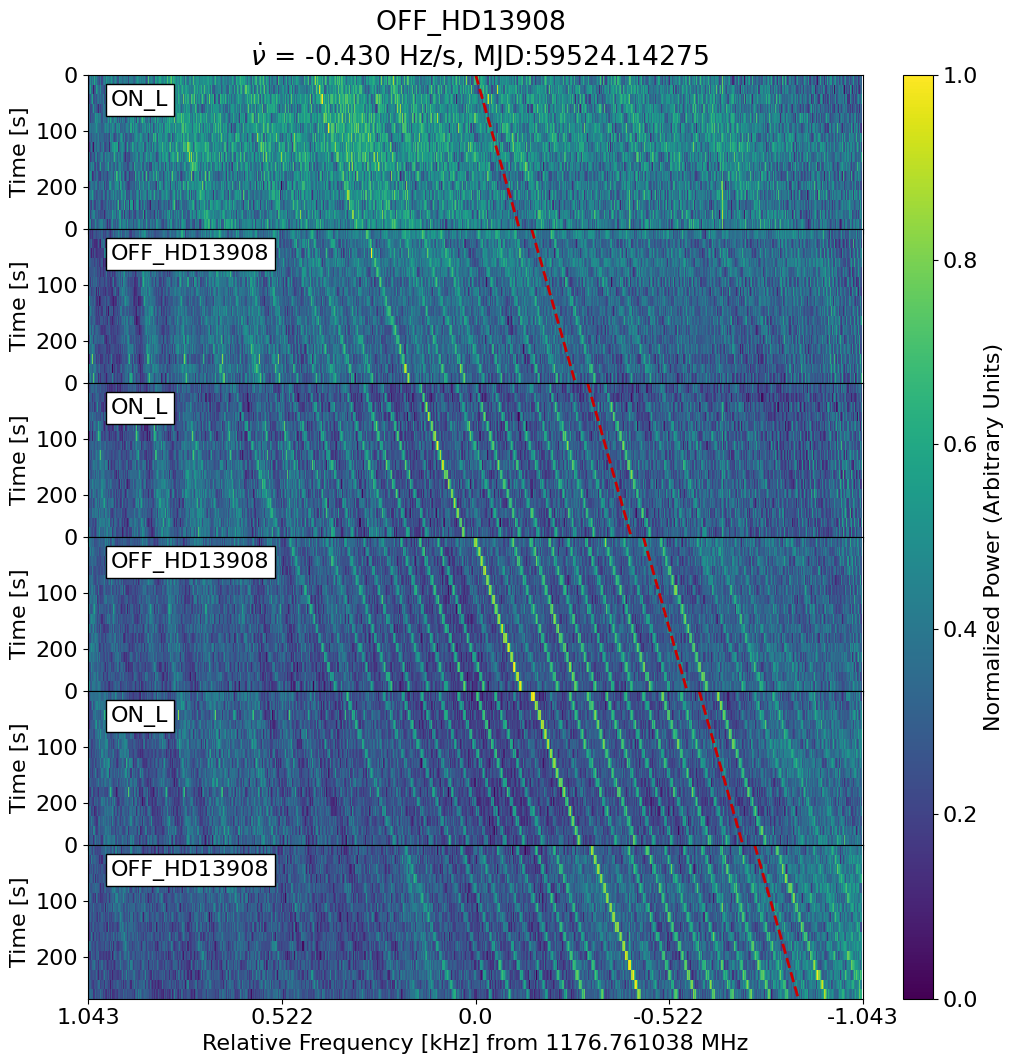 OFF_HD13908
ν̇ = -0.430 Hz/s, MJD:59524.14275
ON_L
OFF_HD13908
ON_L
OFF_HD13908
ON_L
OFF_HD13908
Time [s]
0
100
200
Time [s]
0
100
200
Time [s]
0
100
200
Time [s]
0
100
200
Time [s]
0
100
200
Time [s]
0
100
200
1.043
0.522
0.0
-0.522
-1.043
Relative Frequency [kHz] from 1176.761038 MHz
1.0
0.8
0.6
0.4
0.2
0.0
Normalized Power (Arbitrary Units)